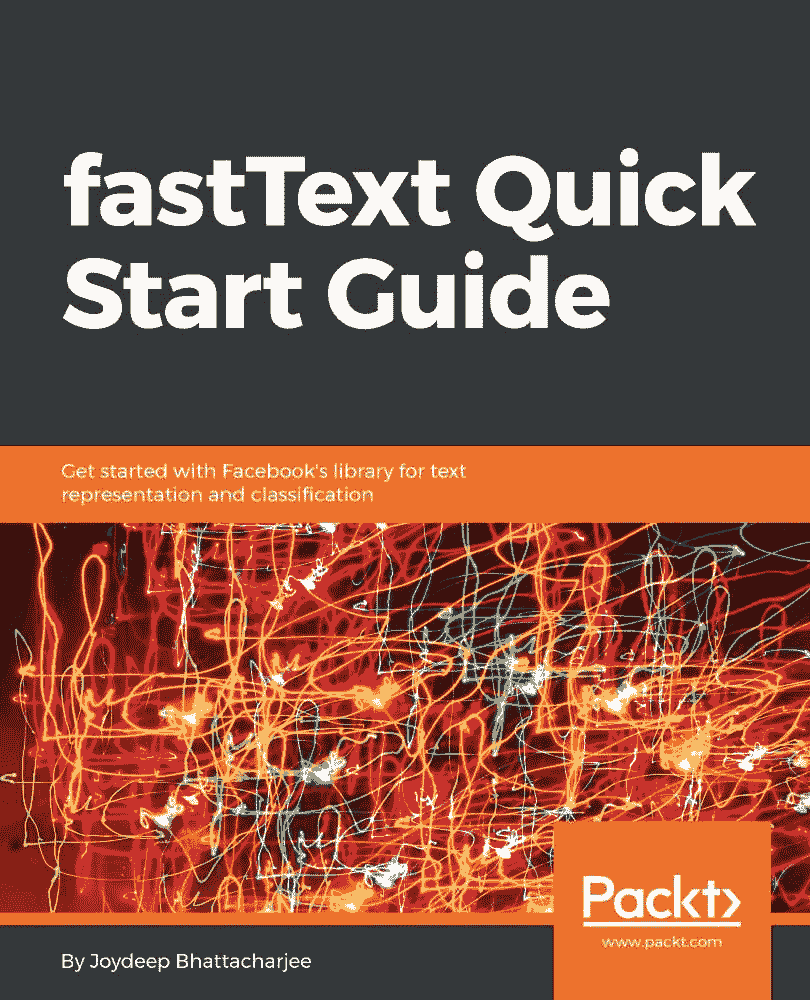 fastText Quick
Start Guide
Get started with Facebook's library for text
representation and classification
Packt>
www.packt.com
By Joydeep Bhattacharjee